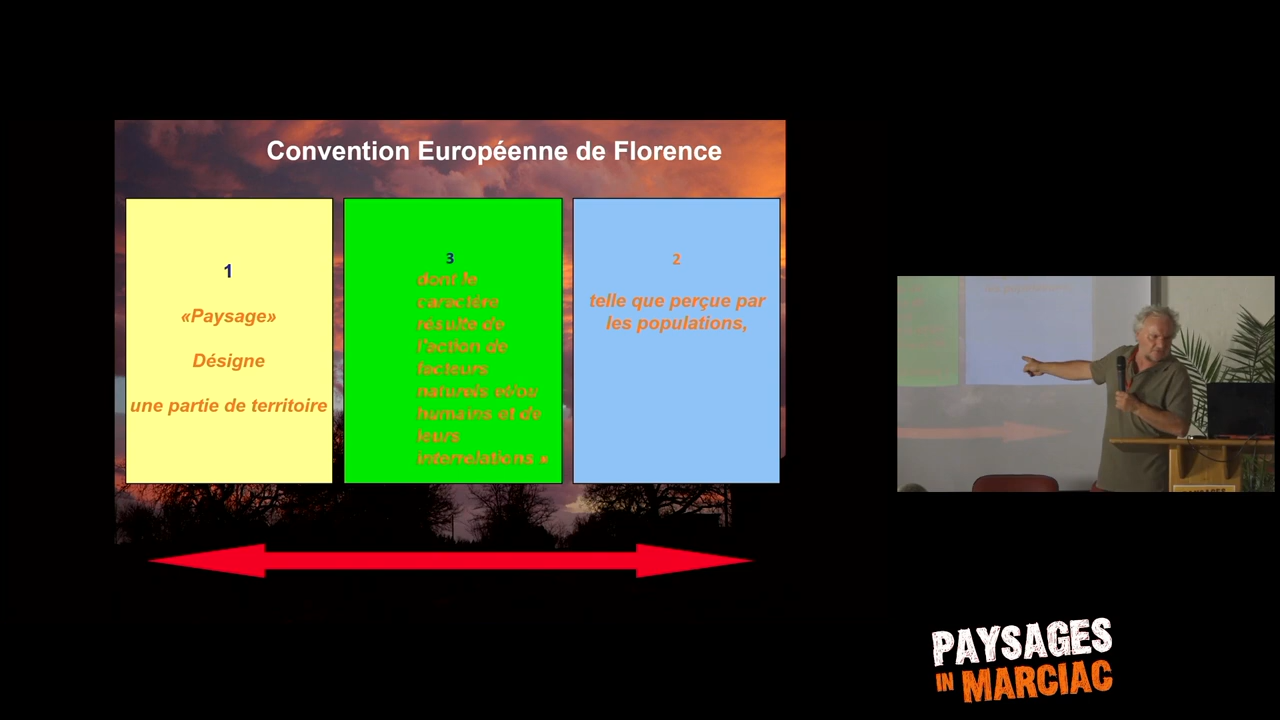 Convention Européenne de Florence
1
«Paysage»
Désigne
une partie de territoire
3
dont le
caractère
résulte de
l'action de
facteurs
naturels et/ou
humains et de
leurs
interrelations »
2
telle que perçue par
les populations,
PAYSAGES
IN MARCIAC